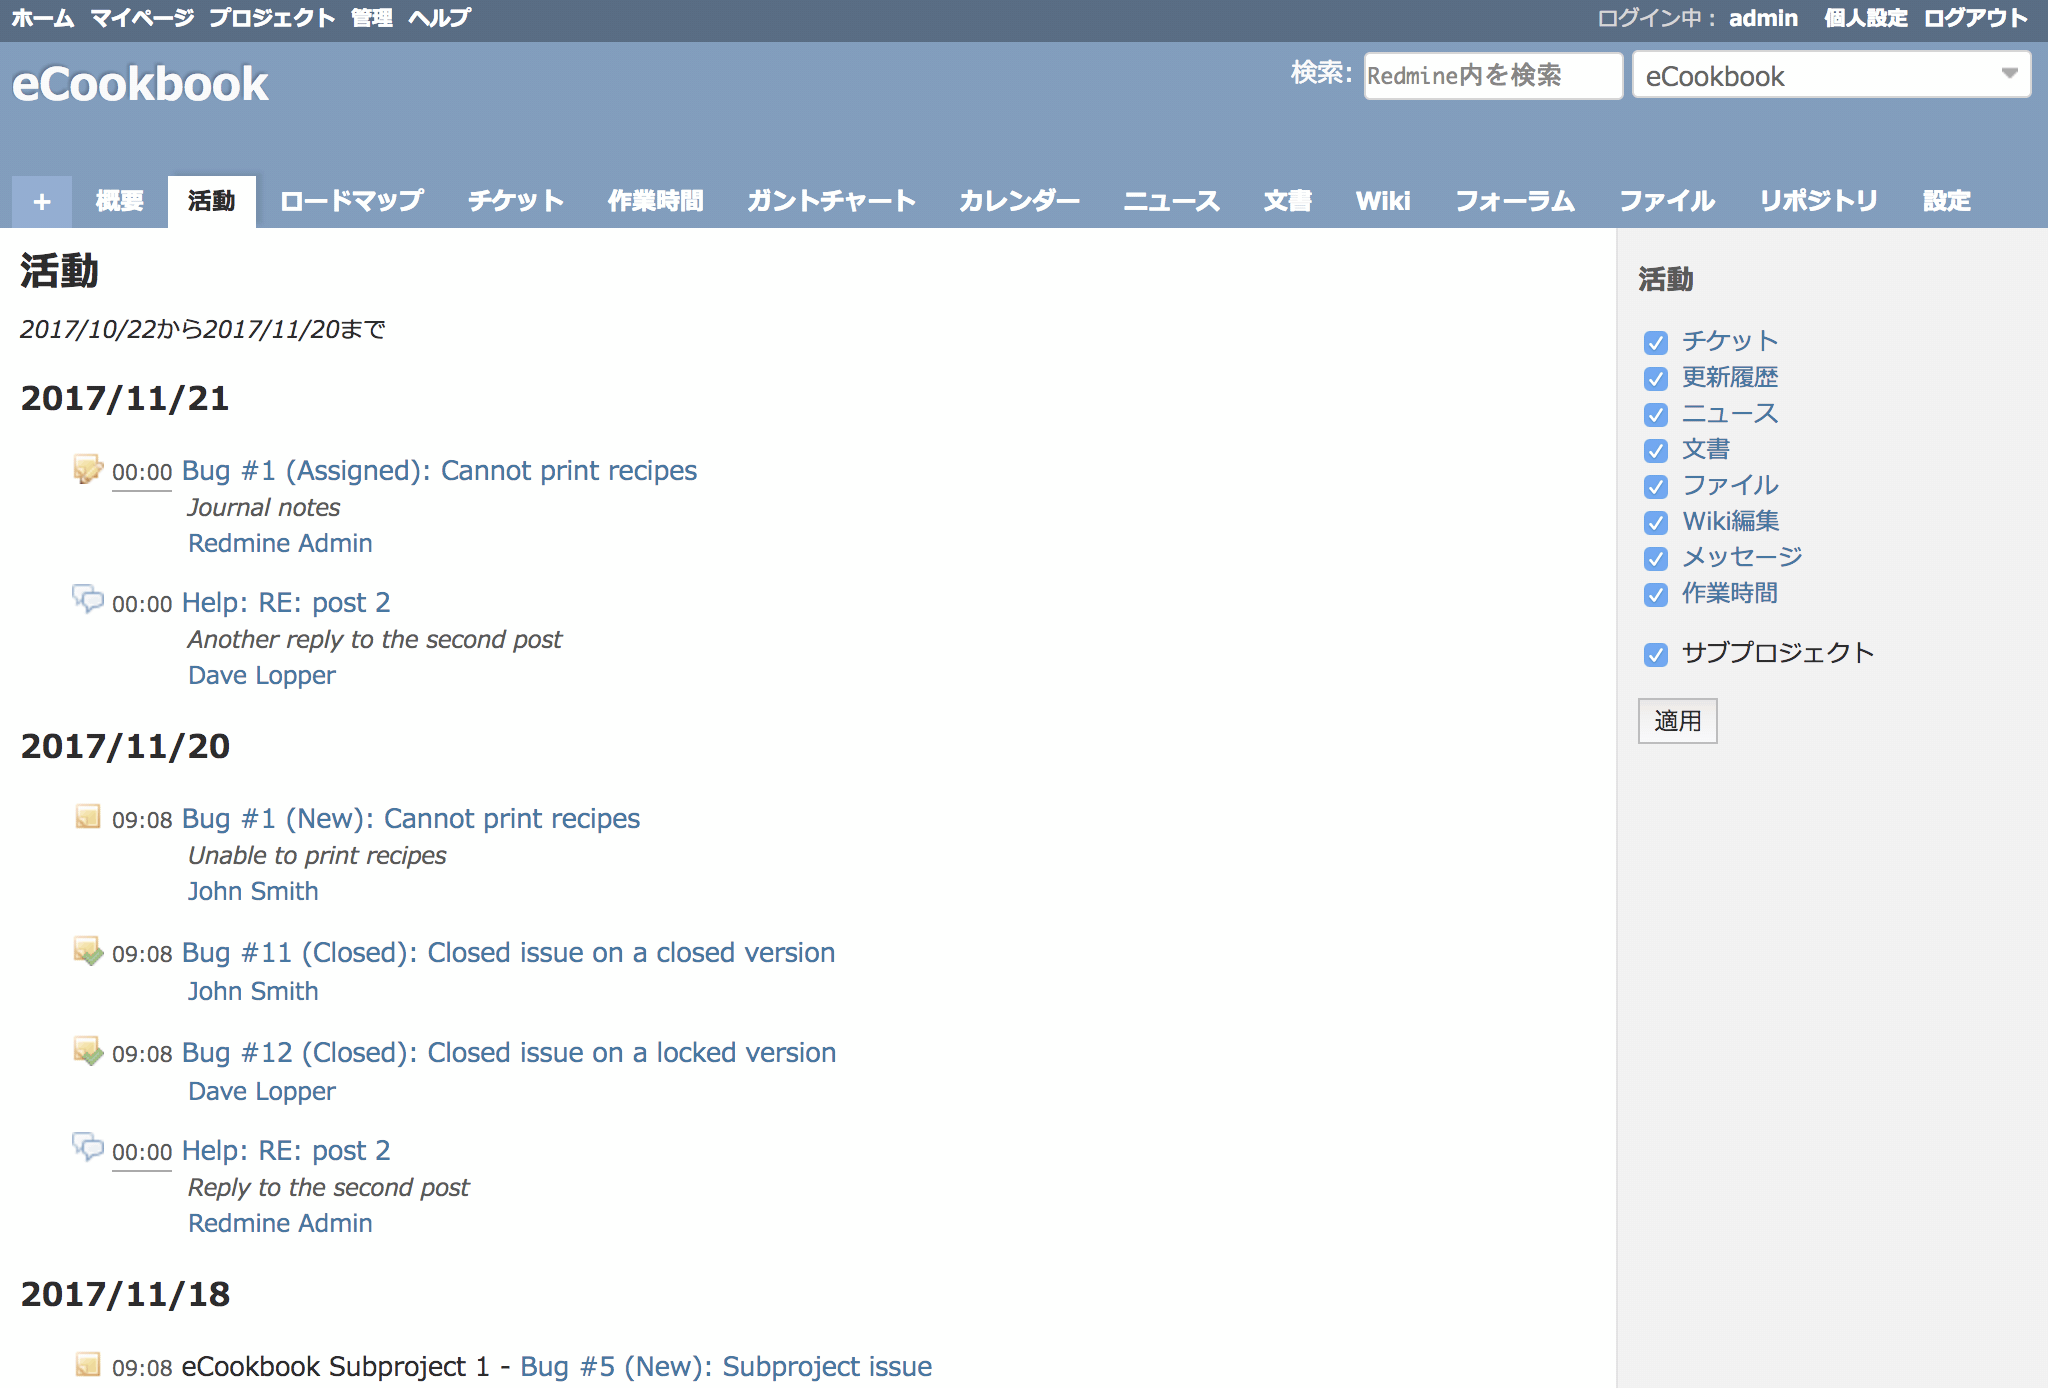 ホーム マイページ プロジェクト 管理 ヘルプ ログイン中 : admin 個人設定 ログアウト
eCookbook 検索: Redmine内を検索 eCookbook
+ 概要 活動 ロードマップ チケット 作業時間 ガントチャート カレンダー ニュース 文書 Wiki フォーラム ファイル リポジトリ 設定
活動
2017/10/22から2017/11/20まで
2017/11/21
00:00 Bug #1 (Assigned): Cannot print recipes
Journal notes
Redmine Admin
00:00 Help: RE: post 2
Another reply to the second post
Dave Lopper
2017/11/20
09:08 Bug #1 (New): Cannot print recipes
Unable to print recipes
John Smith
09:08 Bug #11 (Closed): Closed issue on a closed version
John Smith
09:08 Bug #12 (Closed): Closed issue on a locked version
Dave Lopper
00:00 Help: RE: post 2
Reply to the second post
Redmine Admin
2017/11/18
09:08 eCookbook Subproject 1 - Bug #5 (New): Subproject issue
活動
チケット
更新履歴
ニュース
文書
ファイル
Wiki編集
メッセージ
作業時間
サブプロジェクト
適用